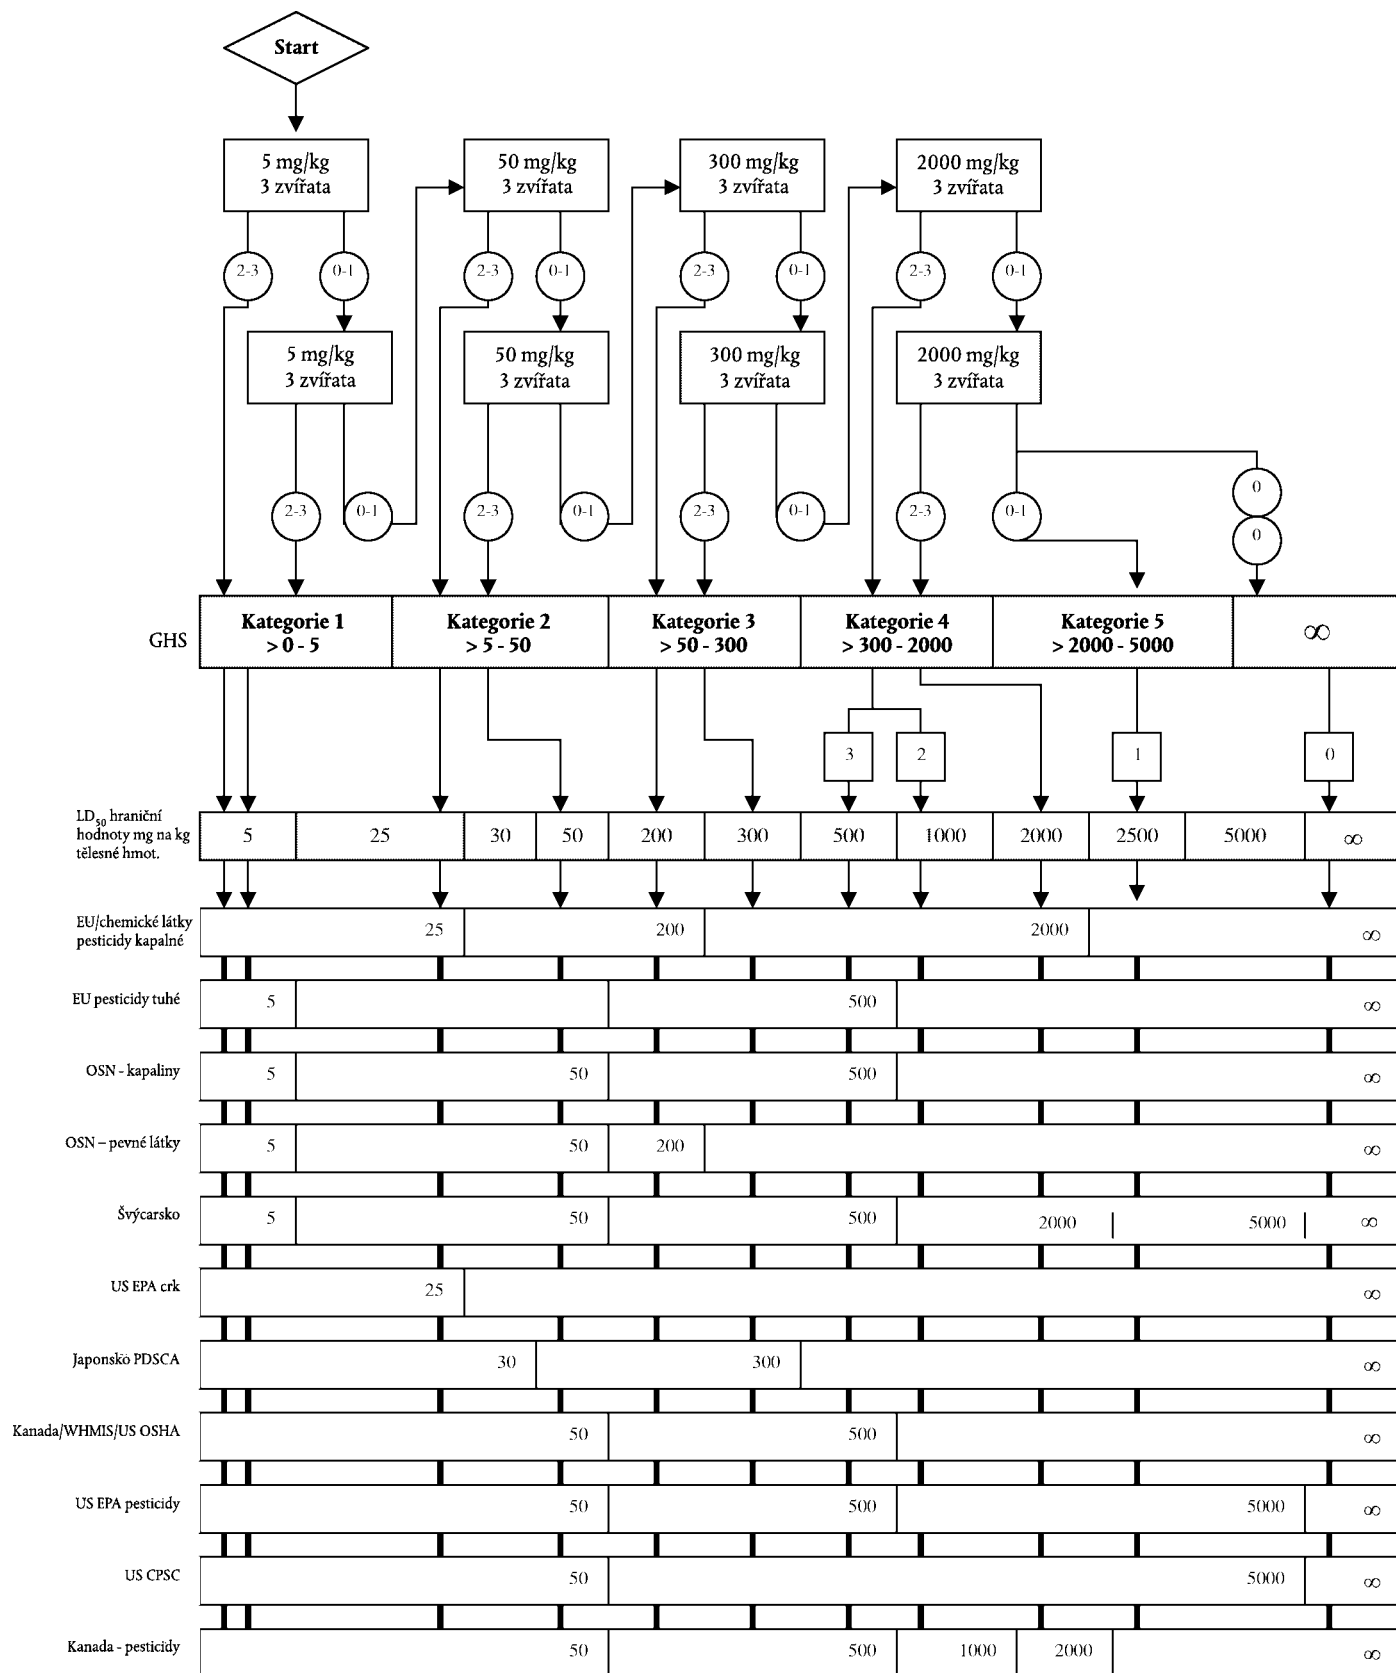 Start
5 mg/kg
3 zvířata
50 mg/kg
3 zvířata
300 mg/kg
3 zvířata
2000 mg/kg
3 zvířata
2-3
0-1
2-3
0-1
2-3
0-1
2-3
0-1
5 mg/kg
3 zvířata
50 mg/kg
3 zvířata
300 mg/kg
3 zvířata
2000 mg/kg
3 zvířata
2-3
0-1
2-3
0-1
2-3
0-1
2-3
0-1
0
0
GHS
Kategorie 1
> 0 - 5
Kategorie 2
> 5 - 50
Kategorie 3
> 50 - 300
Kategorie 4
> 300 - 2000
Kategorie 5
> 2000 - 5000
∞
3
2
1
0
LD50 hraniční
hodnoty mg na kg
tělesné hmot.
5 25 30 50 200 300 500 1000 2000 2500 5000 ∞
EU/chemické látky
pesticidy kapalné
25 200 2000 ∞
EU pesticidy tuhé 5 500 ∞
OSN - kapaliny 5 50 500 ∞
OSN – pevné látky 5 50 200 ∞
Švýcarsko 5 50 500 2000 5000 ∞
US EPA crk 25 ∞
Japonsko PDSCA 30 300 ∞
Kanada/WHMIS/US OSHA 50 500 ∞
US EPA pesticidy 50 500 5000 ∞
US CPSC 50 5000 ∞
Kanada - pesticidy 50 500 1000 2000 ∞